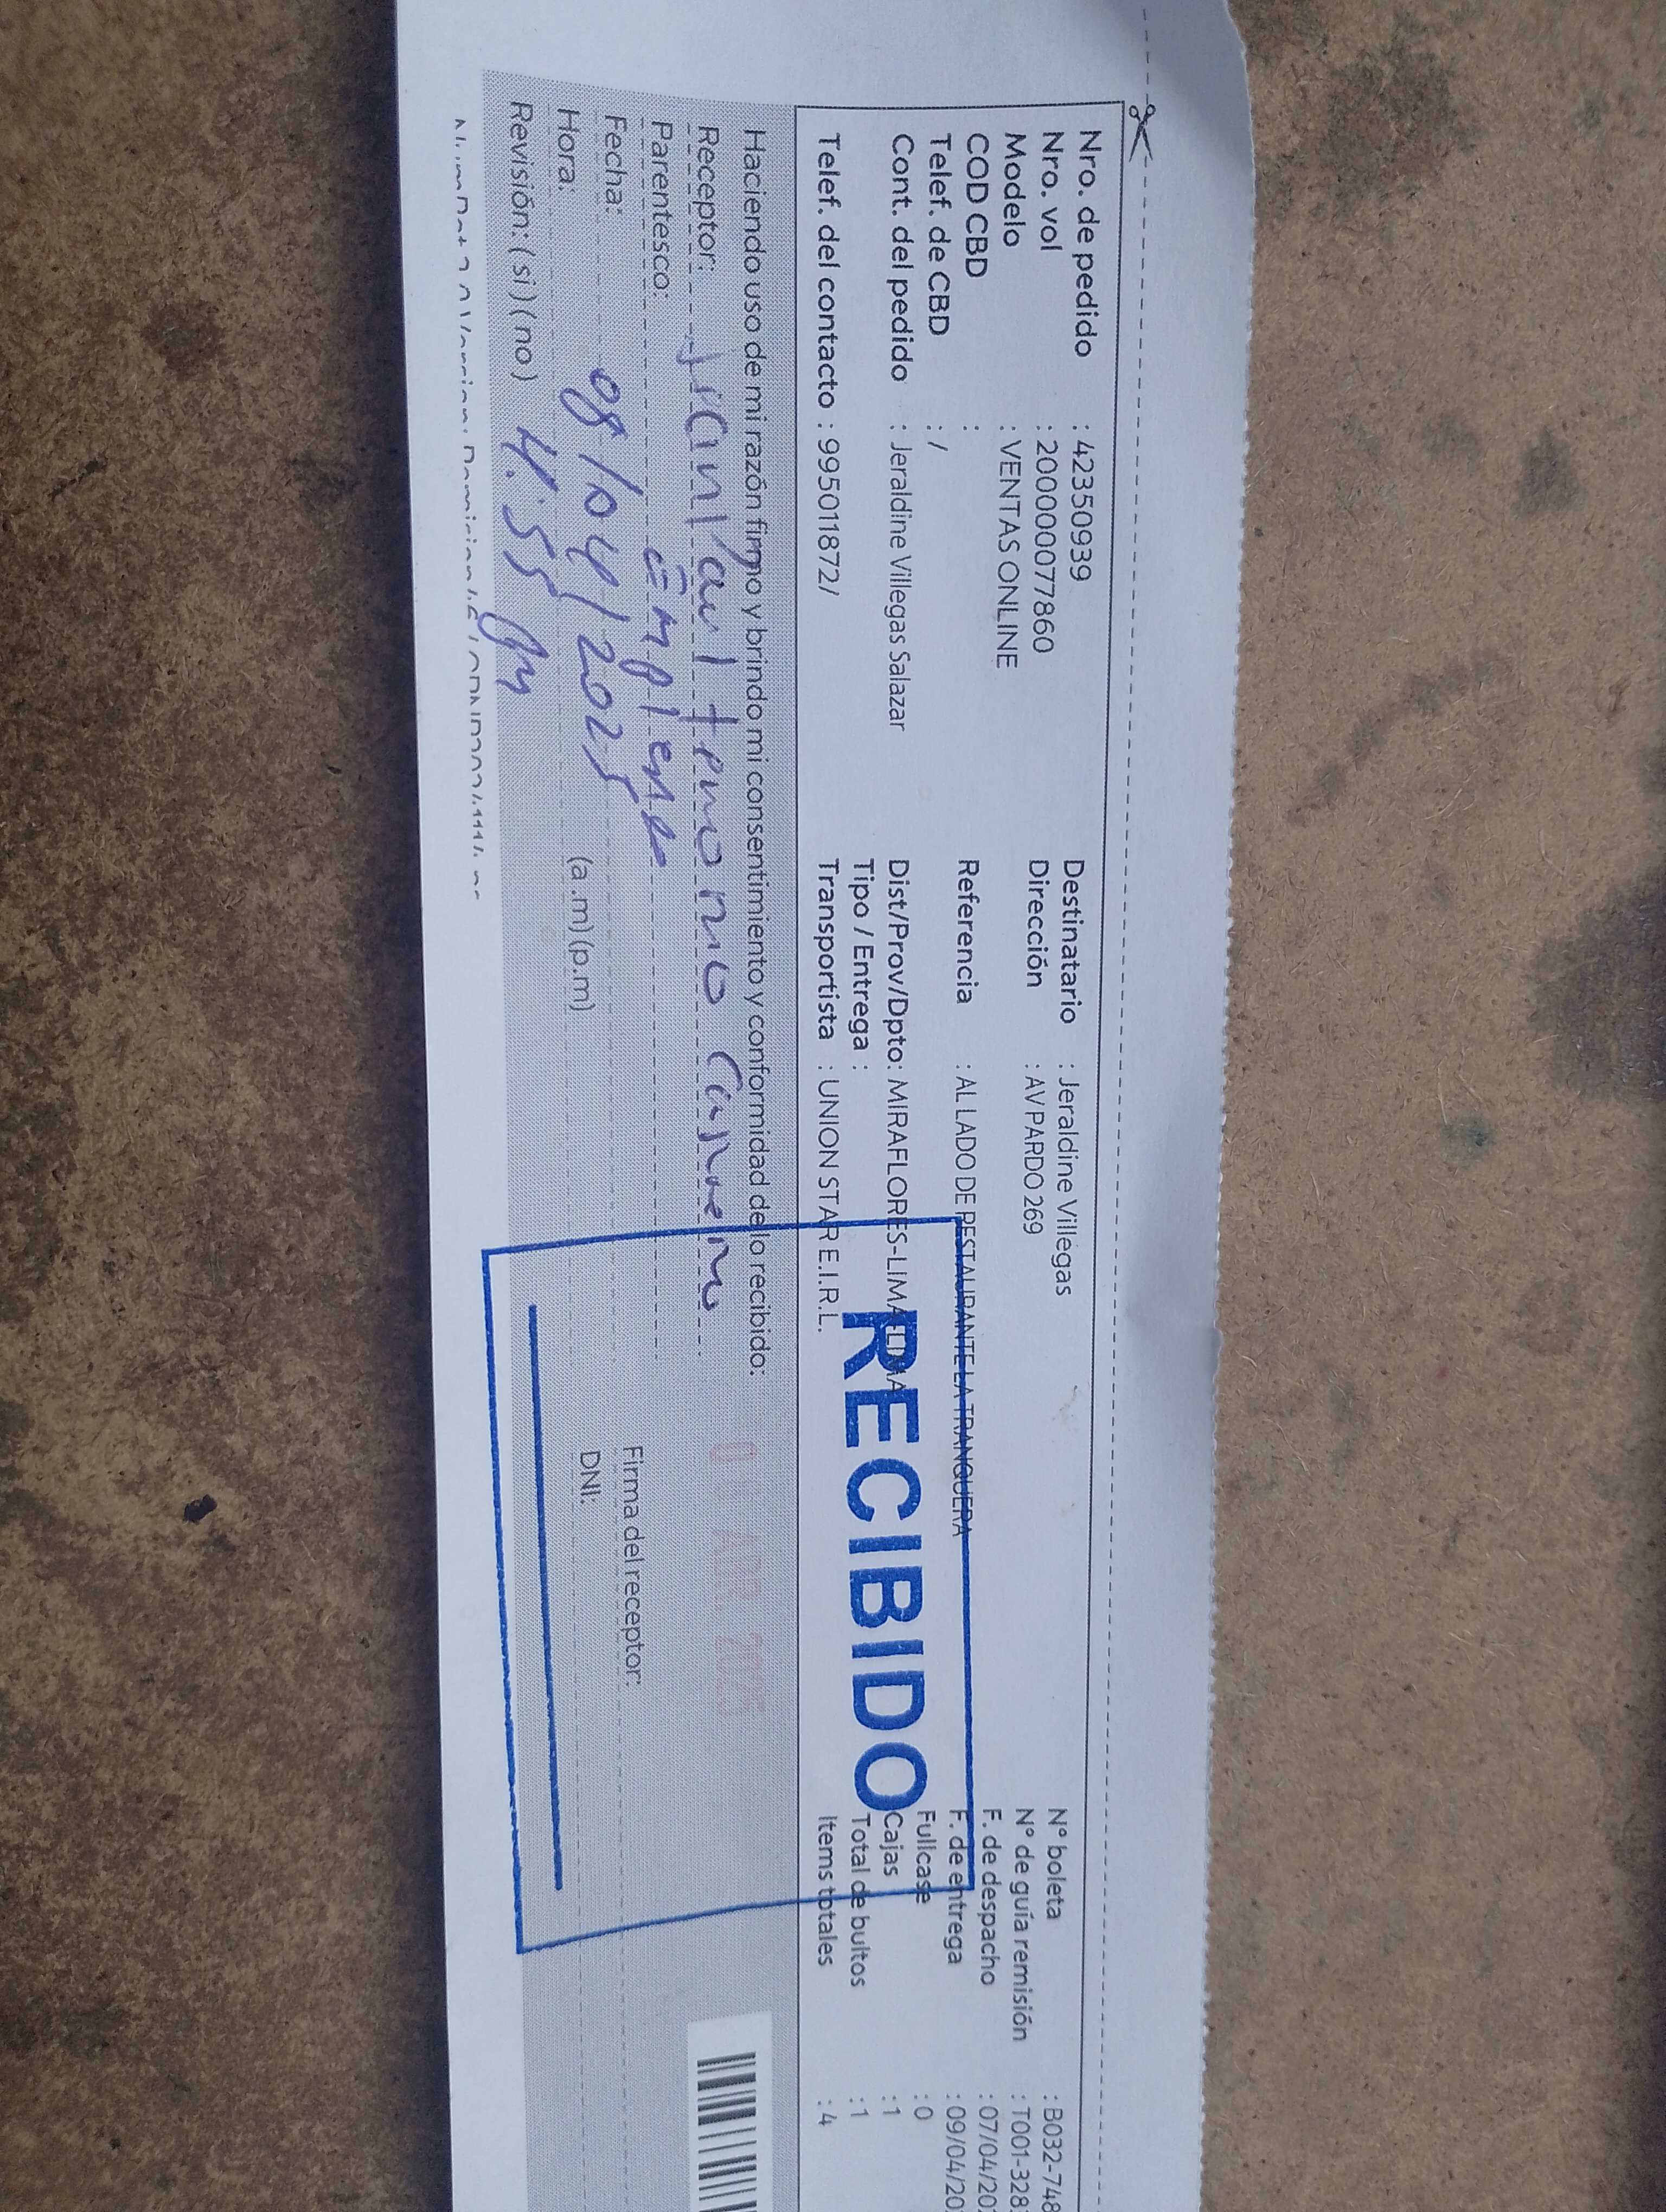 Nro. de pedido : 42350939
Nro. vol : 2000000077860
Modelo : VENTAS ONLINE
COD CBD :
Telef. de CBD : /
Cont. del pedido : Jeraldine Villegas Salazar
Telef. del contacto : 995011872/
Destinatario : Jeraldine Villegas
Dirección : AV PARDO 269
Referencia : AL LADO DE RESTAURANTE LA TRANQUERA
Dist/Prov/Dpto: MIRAFLORES-LIMA-LIMA
Tipo / Entrega :
Transportista : UNION STAR E.I.R.L.
N° boleta : B032-748
N° de guía remisión : T001-328
F. de despacho : 07/04/20
F. de entrega : 09/04/20
Fullcase : 0
Cajas : 1
Total de bultos : 1
Items totales : 4
RECIBIDO
Haciendo uso de mi razón firmo y brindo mi consentimiento y conformidad de lo recibido:
Receptor:
Parentesco:
Fecha: 08/04/2025
Hora: (a.m) (p.m)
Revisión: (si) (no) 4:55 pm
ABR. 2025
Firma del receptor:
DNI: